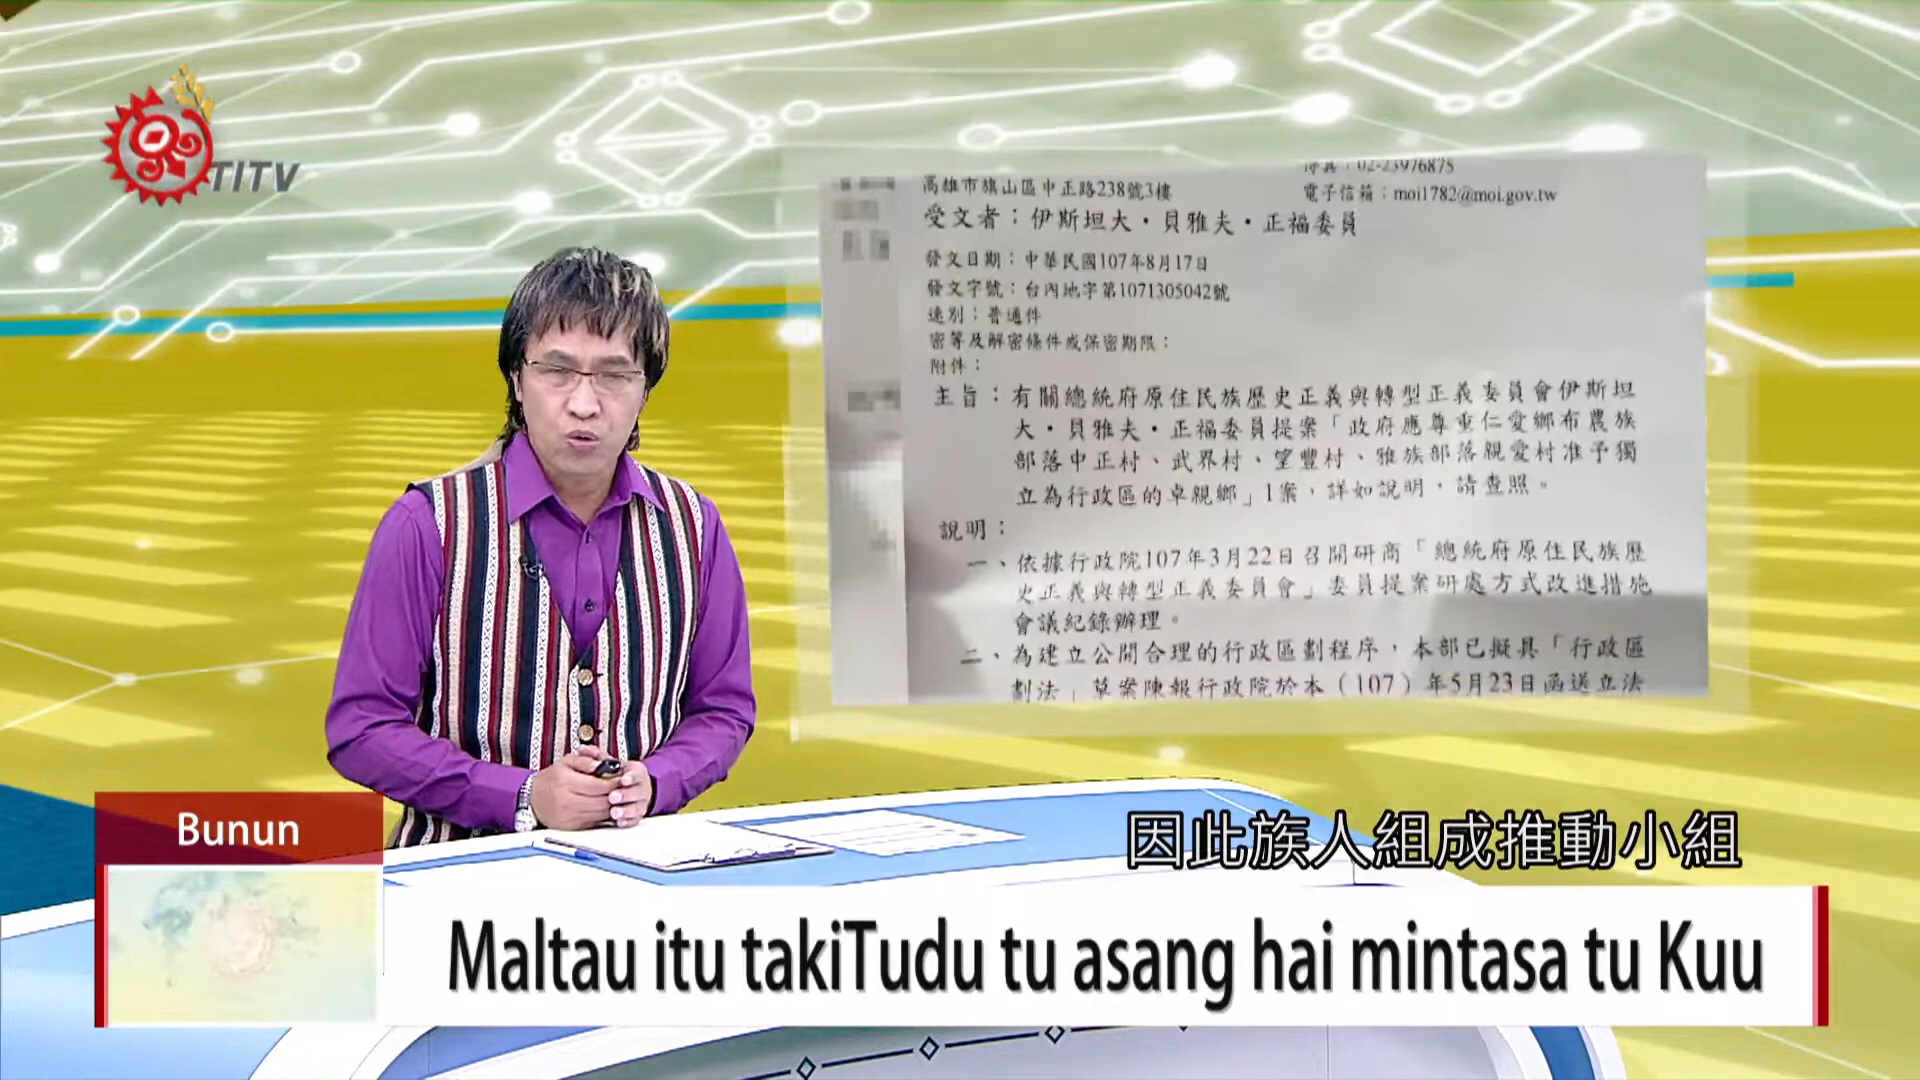 TITV
高雄市旗山區中正路238號3樓
傳真：02-23976875
電子信箱：moi1782@moi.gov.tw
受文者：伊斯坦大・貝雅夫・正福委員
發文日期：中華民國107年8月17日
發文字號：台內地字第1071305042號
速別：普通件
密等及解密條件或保密期限：
附件：
主旨：有關總統府原住民族歷史正義與轉型正義委員會伊斯坦
大・貝雅夫・正福委員提案「政府應尊重仁愛鄉布農族
部落中正村、武界村、望豐村、雅族部落親愛村准予獨
立為行政區的卓親鄉」1案，詳如說明，請查照。
說明：
一、依據行政院107年3月22日召開研商「總統府原住民族歷
史正義與轉型正義委員會」委員提案研處方式改進措施
會議紀錄辦理。
二、為建立公開合理的行政區劃程序，本部已擬具「行政區
劃法」草案陳報行政院於本（107）年5月23日函送立法
因此族人組成推動小組
Bunun
Maltau itu takiTudu tu asang hai mintasa tu Kuu